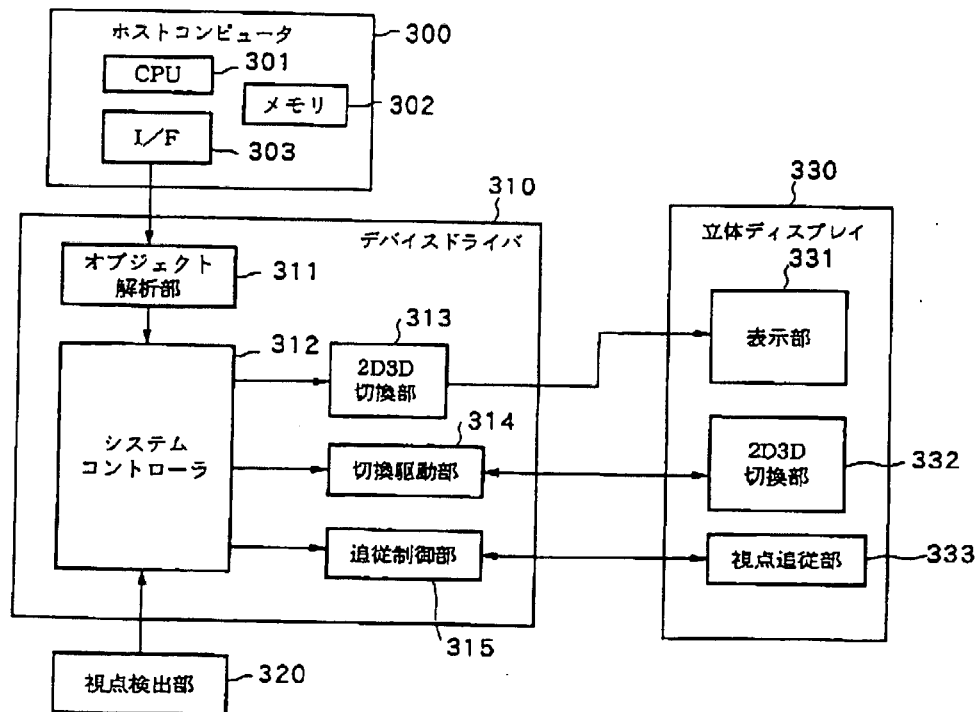 ホストコンピュータ
300
CPU
301
メモリ
302
I/F
303
310
デバイスドライバ
オブジェクト
解析部
311
312
システム
コントローラ
313
2D3D
切換部
314
切換駆動部
追従制御部
315
視点検出部
320
330
立体ディスプレイ
331
表示部
2D3D
切換部
332
視点追従部
333